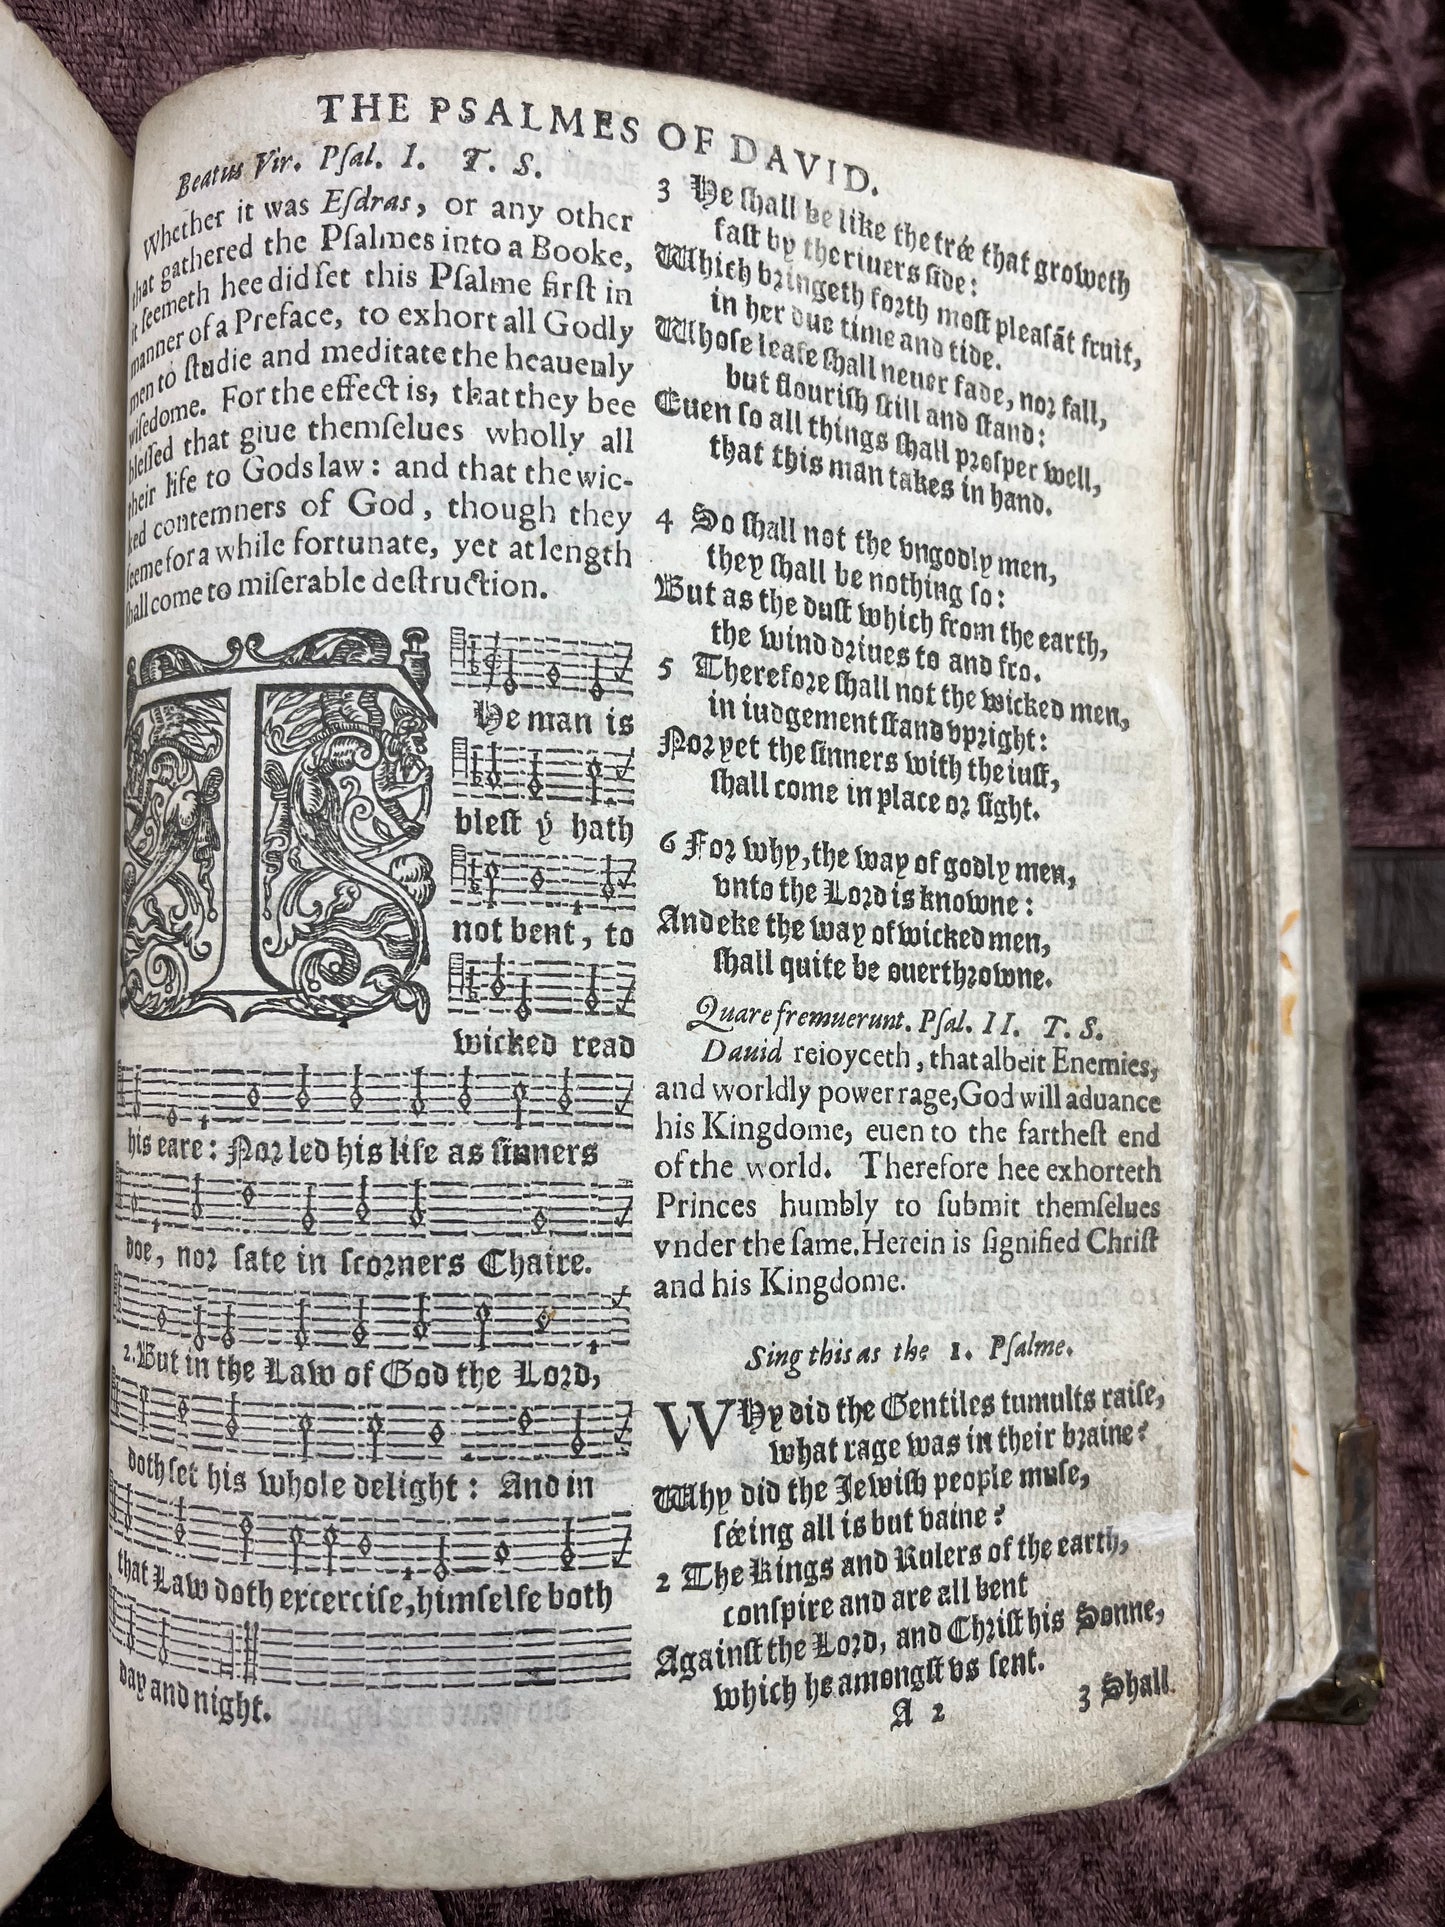 THE PSALMES OF DAVID.
Beatus Vir. Pſal. I. T. S.
Whether it was Eſdras, or any other
that gathered the Pſalmes into a Booke,
it ſeemeth hee did ſet this Pſalme firſt in
manner of a Preface, to exhort all Godly
men to ſtudie and meditate the heauenly
wiſedome. For the effect is, that they bee
bleſſed that giue themſelues wholly all
their life to Gods law: and that the wic-
ked contemners of God, though they
ſeeme for a while fortunate, yet at length
ſhall come to miſerable deſtruction.
THe man is
bleſt yͭ hath
not bent, to
wicked read
his eare: Nor led his life as ſinners
doe, nor ſate in ſcorners Chaire.
2. But in the Law of God the Lord,
doth ſet his whole delight: And in
that Law doth exerciſe, himſelfe both
day and night.
3 He ſhall be like the trée that groweth
faſt by the riuers ſide:
Which bringeth forth moſt pleaſāt fruit,
in her due time and tide.
Whoſe leafe ſhall neuer fade, nor fall,
but flouriſh ſtill and ſtand:
Euen ſo all things ſhall proſper well,
that this man takes in hand.
4 So ſhall not the vngodly men,
they ſhall be nothing ſo:
But as the duſt which from the earth,
the wind driues to and fro.
5 Therefore ſhall not the wicked men,
in iudgement ſtand vpright:
Nor yet the ſinners with the iuſt,
ſhall come in place or ſight.
6 For why, the way of godly men,
vnto the Lord is knowne:
And eke the way of wicked men,
ſhall quite be ouerthrowne.
Quare fremuerunt. Pſal. II. T. S.
Dauid reioyceth, that albeit Enemies,
and worldly power rage, God will aduance
his Kingdome, euen to the fartheſt end
of the world. Therefore hee exhorteth
Princes humbly to ſubmit themſelues
vnder the ſame. Herein is ſignified Chriſt
and his Kingdome.
Sing this as the 1. Pſalme.
WHy did the Gentiles tumults raiſe,
what rage was in their braine?
Why did the Jewiſh people muſe,
ſéeing all is but vaine?
2 The Kings and Rulers of the earth,
conſpire and are all bent
Againſt the Lord, and Chriſt his Sonne,
which he amongſt vs ſent.
A 2
3 Shall